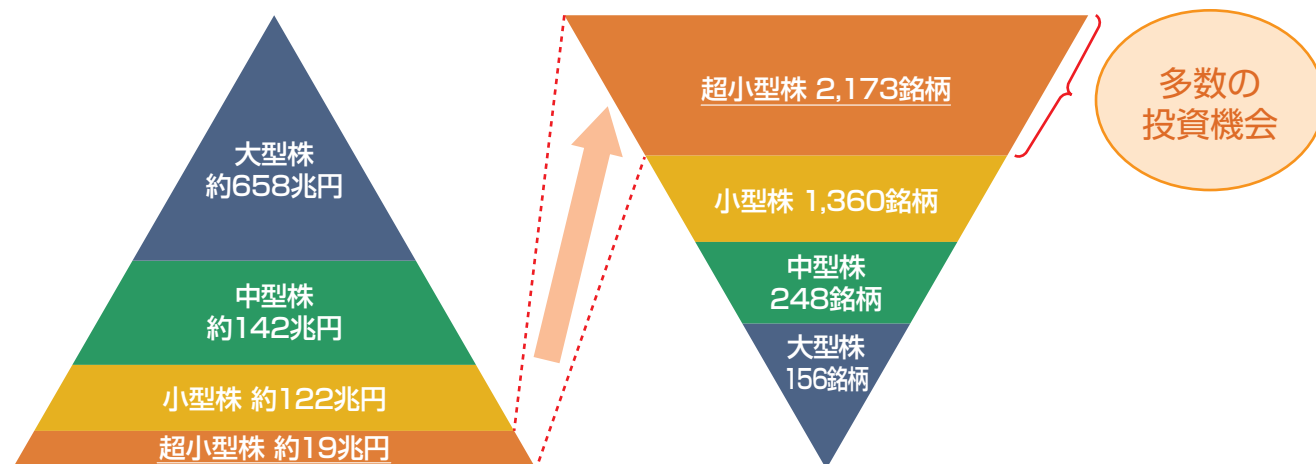 大型株
約658兆円
中型株
約142兆円
小型株 約122兆円
超小型株 約19兆円
超小型株 2,173銘柄
小型株 1,360銘柄
中型株
248銘柄
大型株
156銘柄
多数の
投資機会